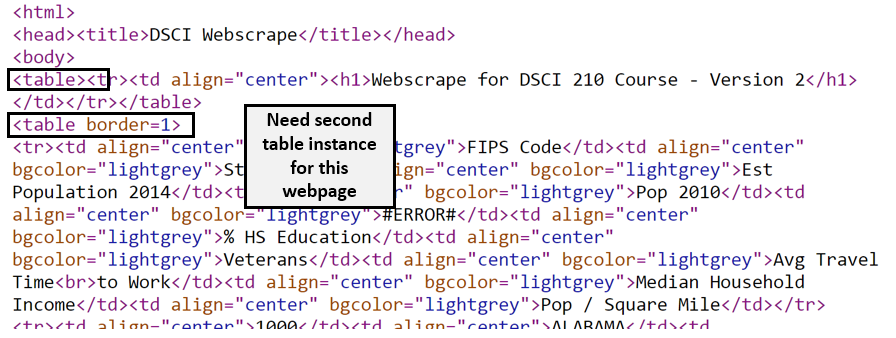 <html>
<head><title>DSCI Webscrape</title></head>
<body>
<table><tr><td align="center"><h1>Webscrape for DSCI 210 Course - Version 2</h1>
</td></tr></table>
<table border=1>
Need second
table instance
for this
webpage
<tr><td align="center" lightgrey">FIPS Code</td><td align="center"
bgcolor="lightgrey">St align="center" bgcolor="lightgrey">Est
Population 2014</td><td "lightgrey">Pop 2010</td><td
align="center" bgcolor="lightgrey">#ERROR#</td><td align="center"
bgcolor="lightgrey">% HS Education</td><td align="center"
bgcolor="lightgrey">Veterans</td><td align="center" bgcolor="lightgrey">Avg Travel
Time<br>to Work</td><td align="center" bgcolor="lightgrey">Median Household
Income</td><td align="center" bgcolor="lightgrey">Pop / Square Mile</td></tr>
<tr><td align="center">1000</td><td align="center">ALABAMA</td><td